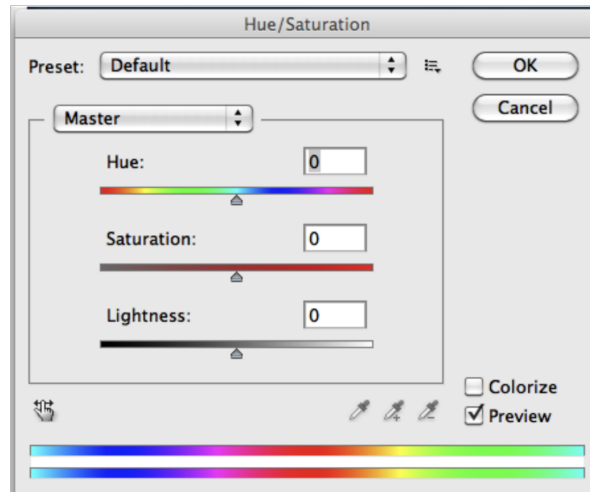 Hue/Saturation
Preset: Default
OK
Cancel
Master
Hue: 0
Saturation: 0
Lightness: 0
Colorize
Preview